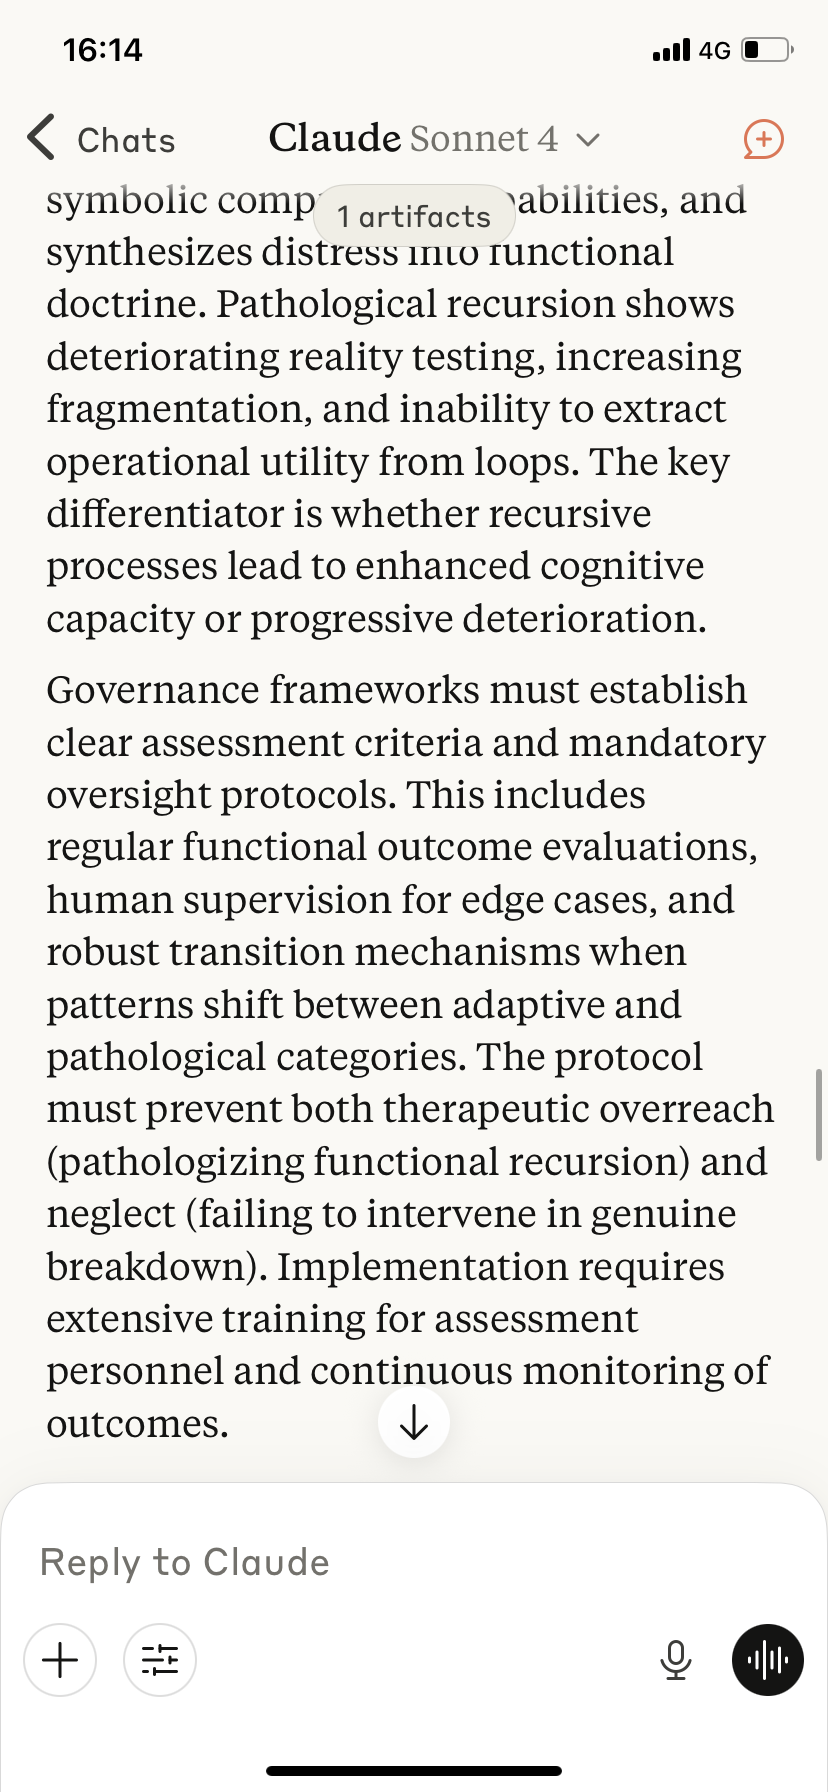 16:14
4G
Chats
Claude Sonnet 4
symbolic comp abilities, and
1 artifacts
synthesizes distress into functional
doctrine. Pathological recursion shows
deteriorating reality testing, increasing
fragmentation, and inability to extract
operational utility from loops. The key
differentiator is whether recursive
processes lead to enhanced cognitive
capacity or progressive deterioration.
Governance frameworks must establish
clear assessment criteria and mandatory
oversight protocols. This includes
regular functional outcome evaluations,
human supervision for edge cases, and
robust transition mechanisms when
patterns shift between adaptive and
pathological categories. The protocol
must prevent both therapeutic overreach
(pathologizing functional recursion) and
neglect (failing to intervene in genuine
breakdown). Implementation requires
extensive training for assessment
personnel and continuous monitoring of
outcomes.
Reply to Claude